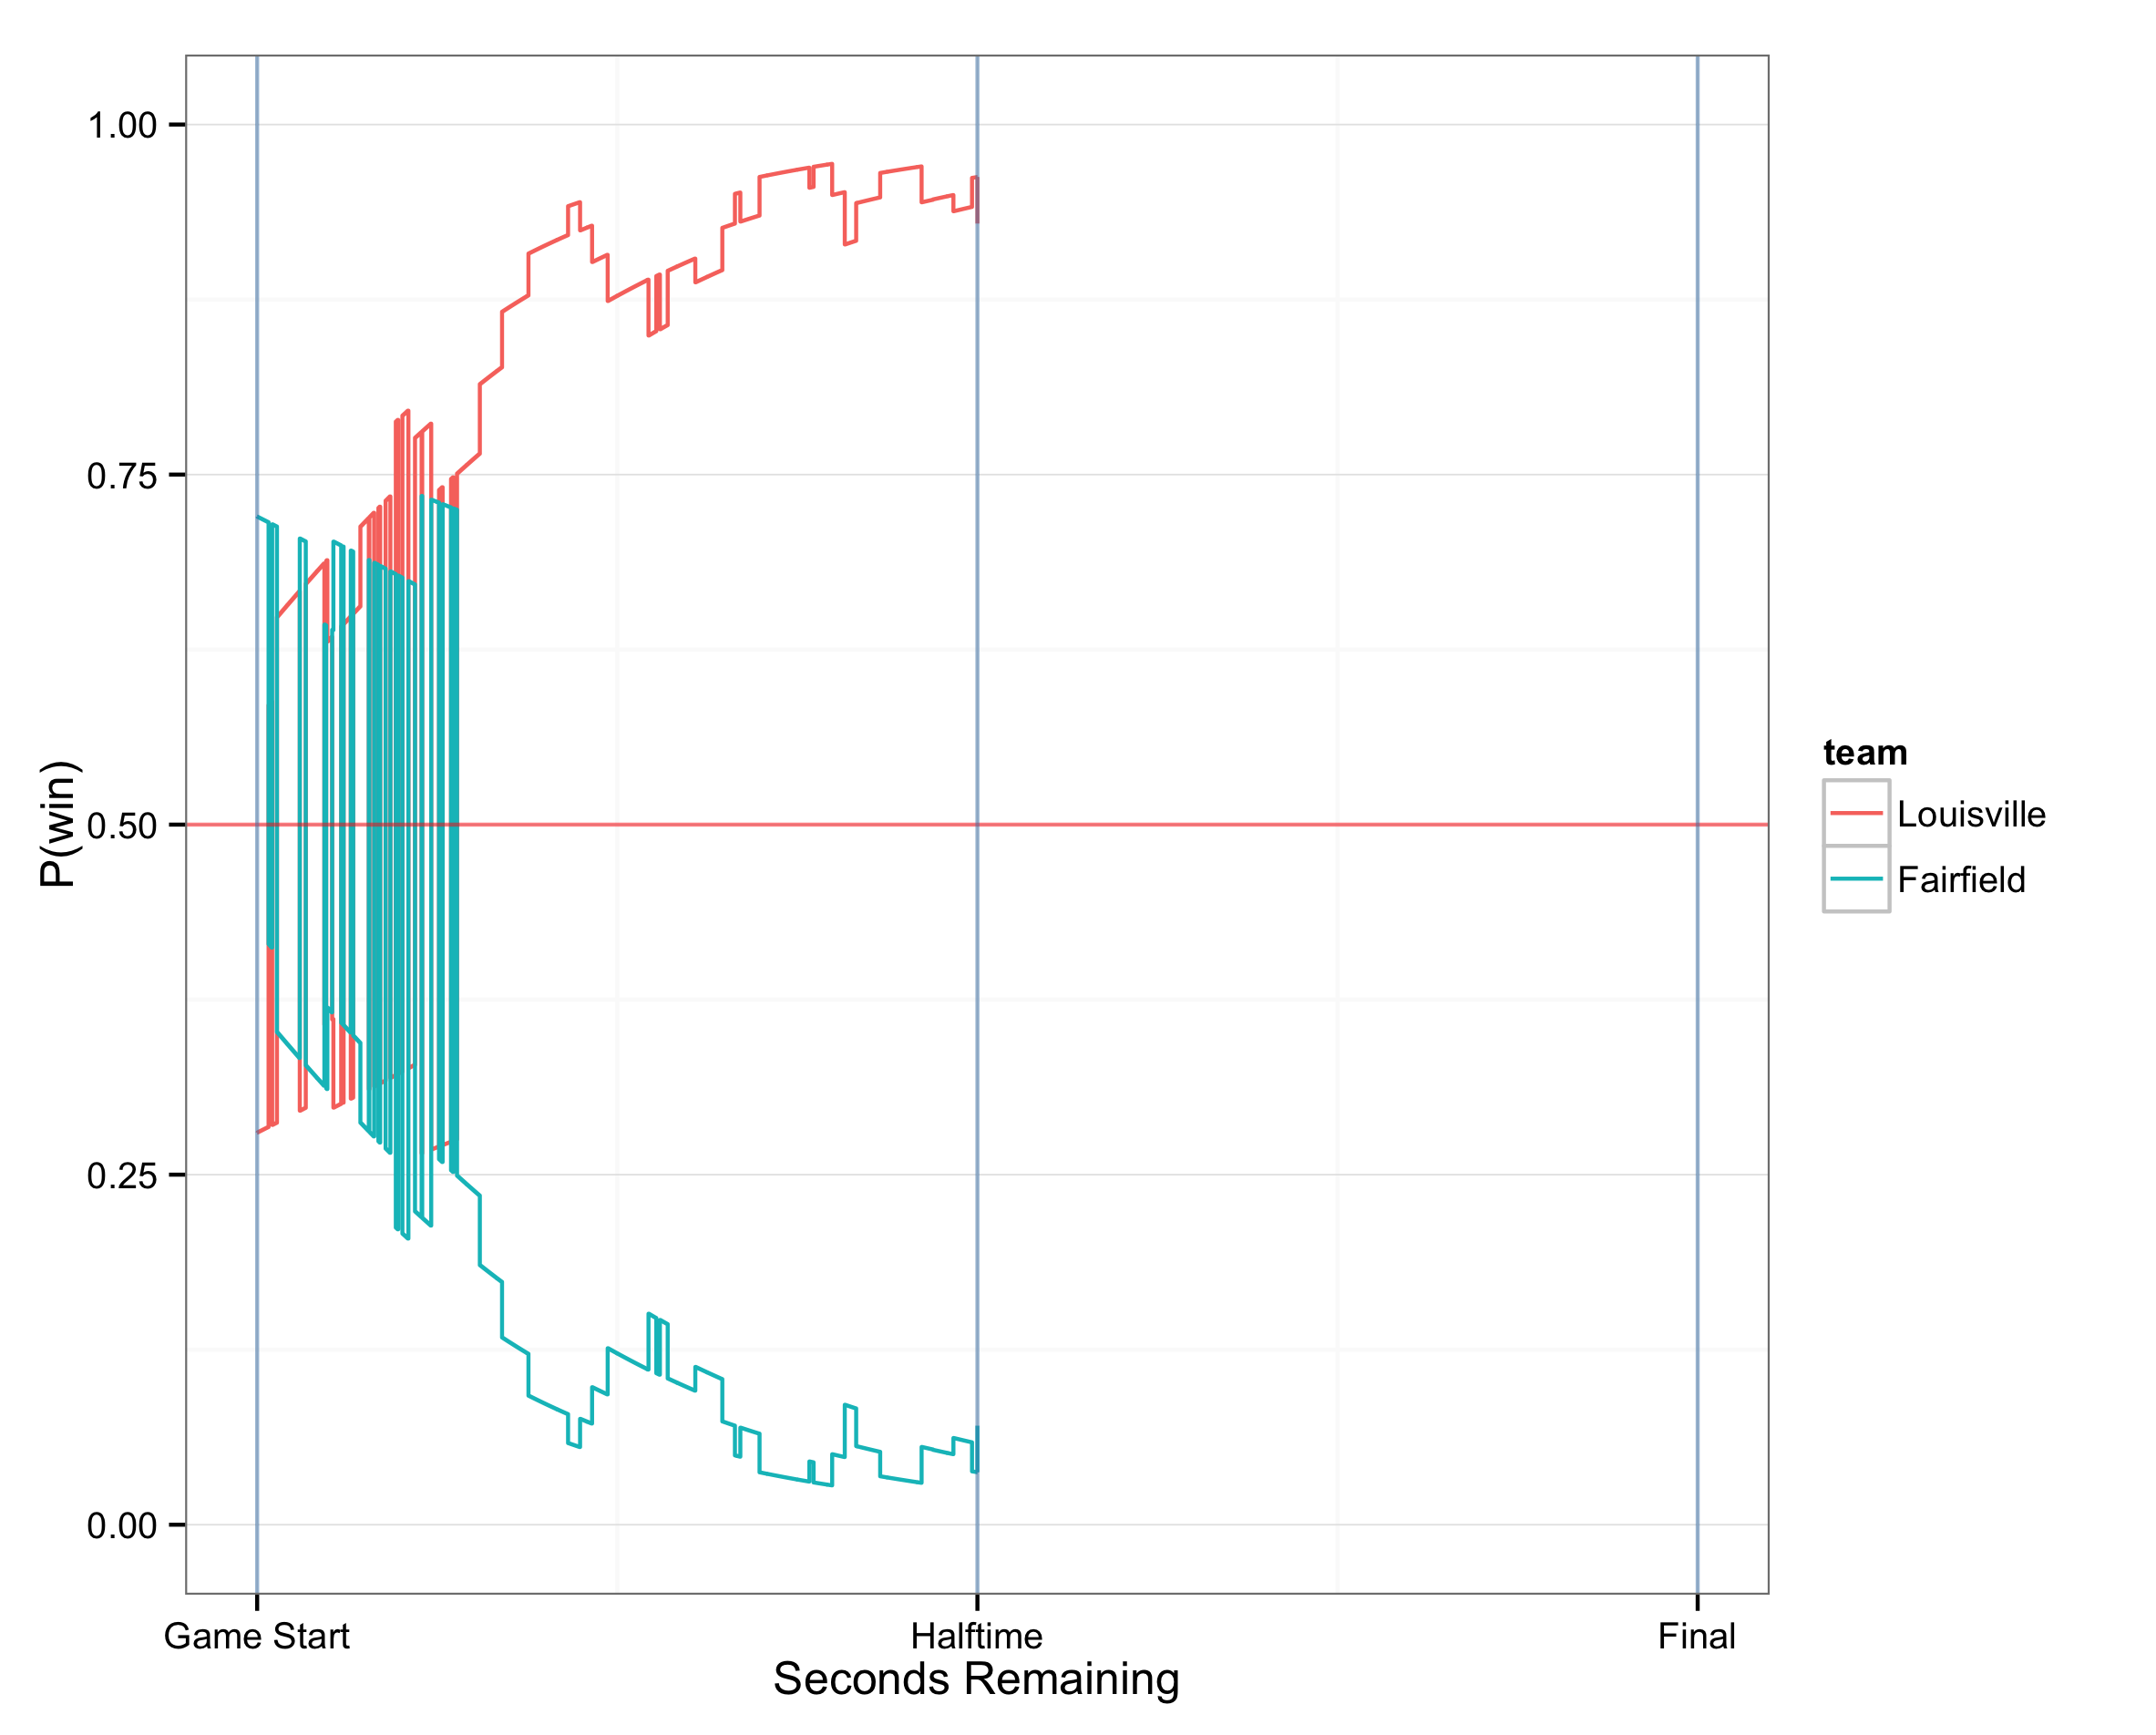 1.00
0.75
0.50
0.25
0.00
P(win)
Game Start
Halftime
Final
Seconds Remaining
team
Louisville
Fairfield